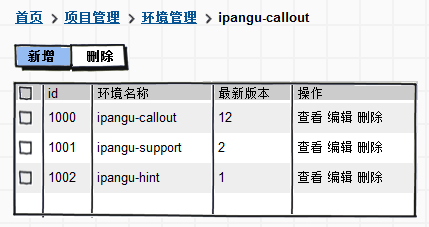 首页 > 项目管理 > 环境管理 > ipangu-callout
新增 删除
id 环境名称 最新版本 操作
1000 ipangu-callout 12 查看 编辑 删除
1001 ipangu-support 2 查看 编辑 删除
1002 ipangu-hint 1 查看 编辑 删除